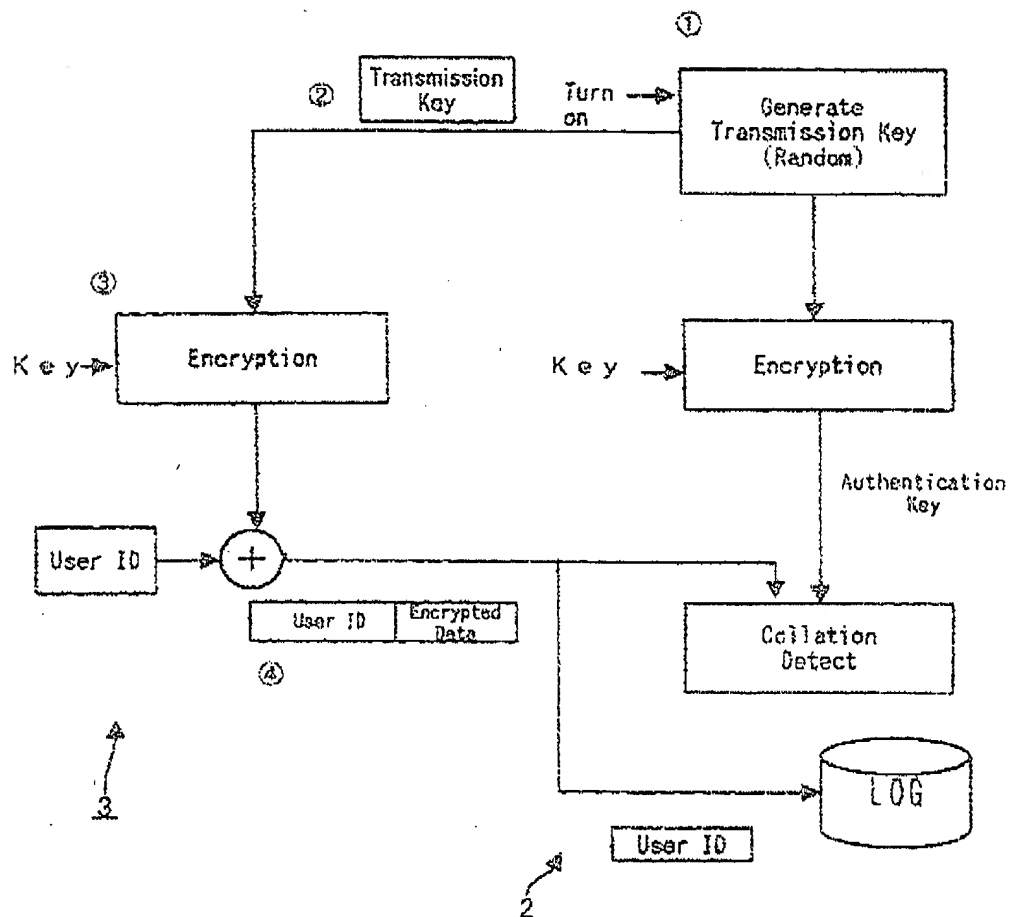 ①
②
Transmission
Key
Turn
on
Generate
Transmission Key
(Random)
③
Key
Encryption
Key
Encryption
Authentication
Key
User ID
+
User ID
Encrypted
Data
④
Collation
Detect
3
LOG
User ID
2